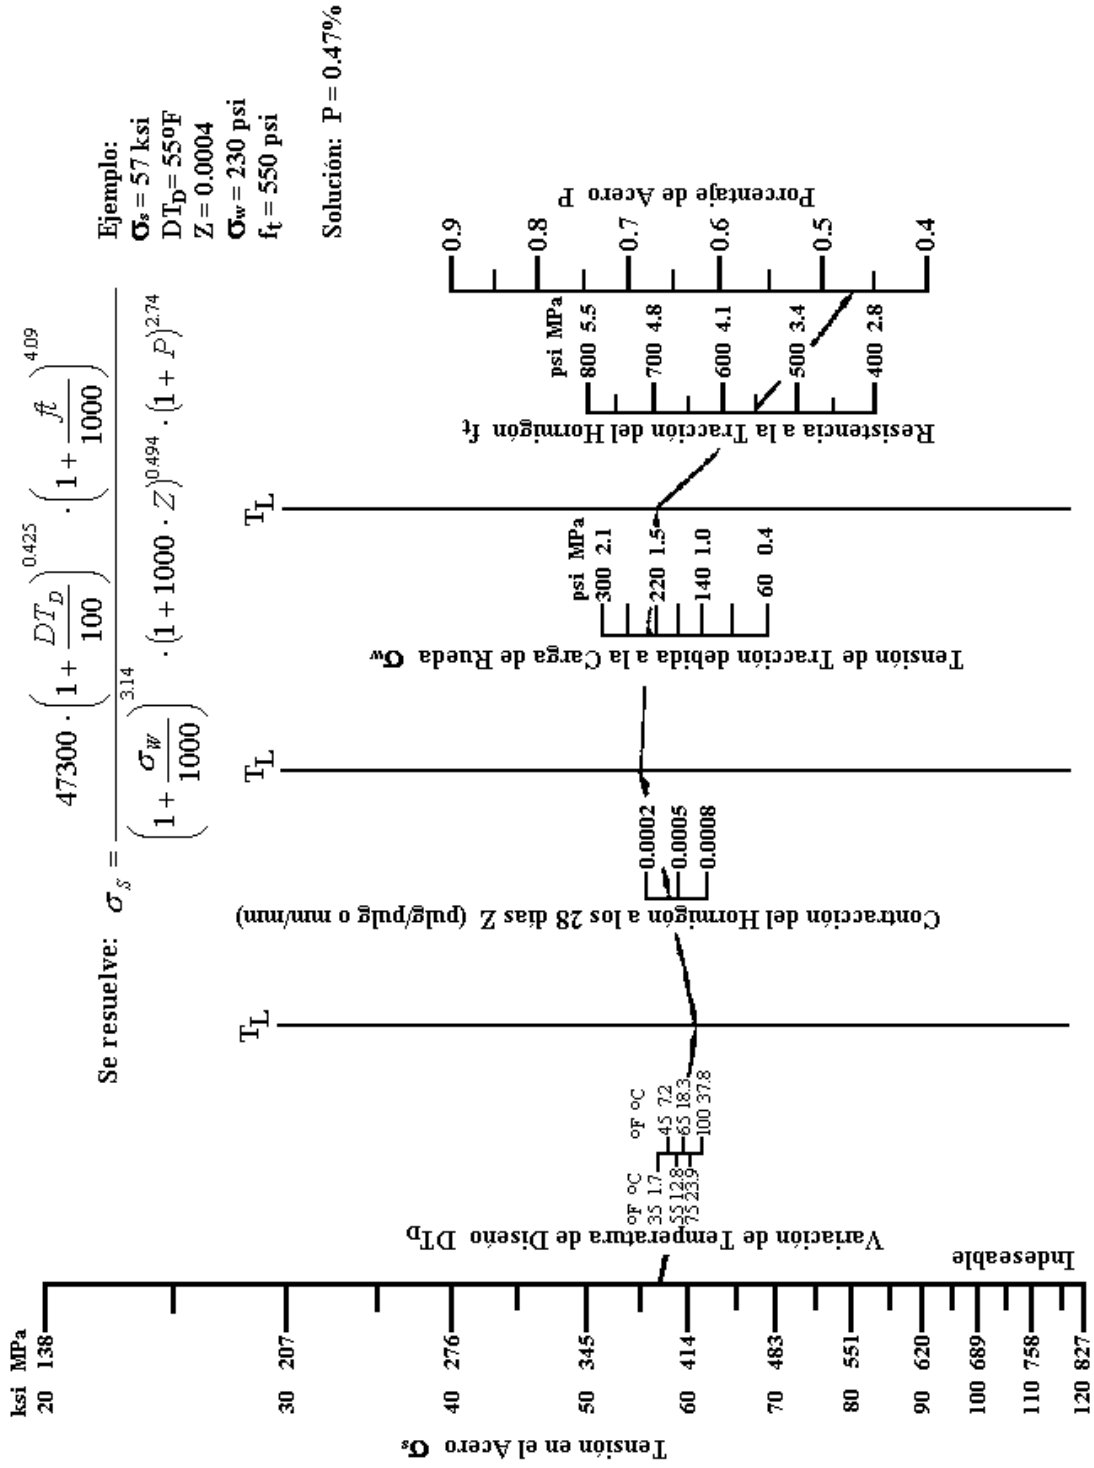 Se resuelve: σS = 47300 · (1 + DTD/100)^0.425 · (1 + ft/1000)^4.09 / (1 + σW/1000)^3.14 · (1 + 1000 · Z)^0.494 · (1 + P)^2.74
Ejemplo:
σs = 57 ksi
DTD= 55ºF
Z = 0.0004
σw = 230 psi
ft = 550 psi
Solución: P = 0.47%
TL
TL
TL
ksi MPa
20 138
30 207
40 276
50 345
60 414
70 483
80 551
90 620
100 689
110 758
120 827
Tensión en el Acero σs
Indeseable
Variación de Temperatura de Diseño DTD
ºF ºC
35 1.7
55 12.8
75 23.9
ºF ºC
45 7.2
65 18.3
100 37.8
Contracción del Hormigón a los 28 días Z (pulg/pulg o mm/mm)
0.0002
0.0005
0.0008
Tensión de Tracción debida a la Carga de Rueda σw
psi MPa
300 2.1
220 1.5
140 1.0
60 0.4
Resistencia a la Tracción del Hormigón ft
psi MPa
800 5.5
700 4.8
600 4.1
500 3.4
400 2.8
Porcentaje de Acero P
0.9
0.8
0.7
0.6
0.5
0.4